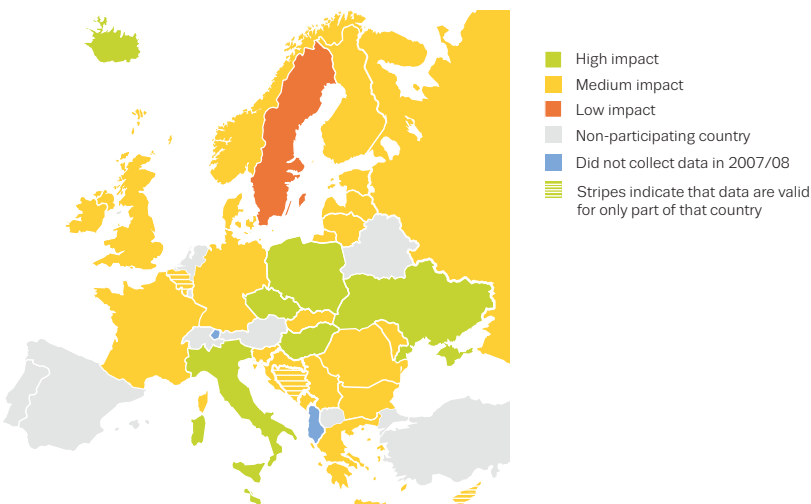 High impact
Medium impact
Low impact
Non-participating country
Did not collect data in 2007/08
Stripes indicate that data are valid
for only part of that country